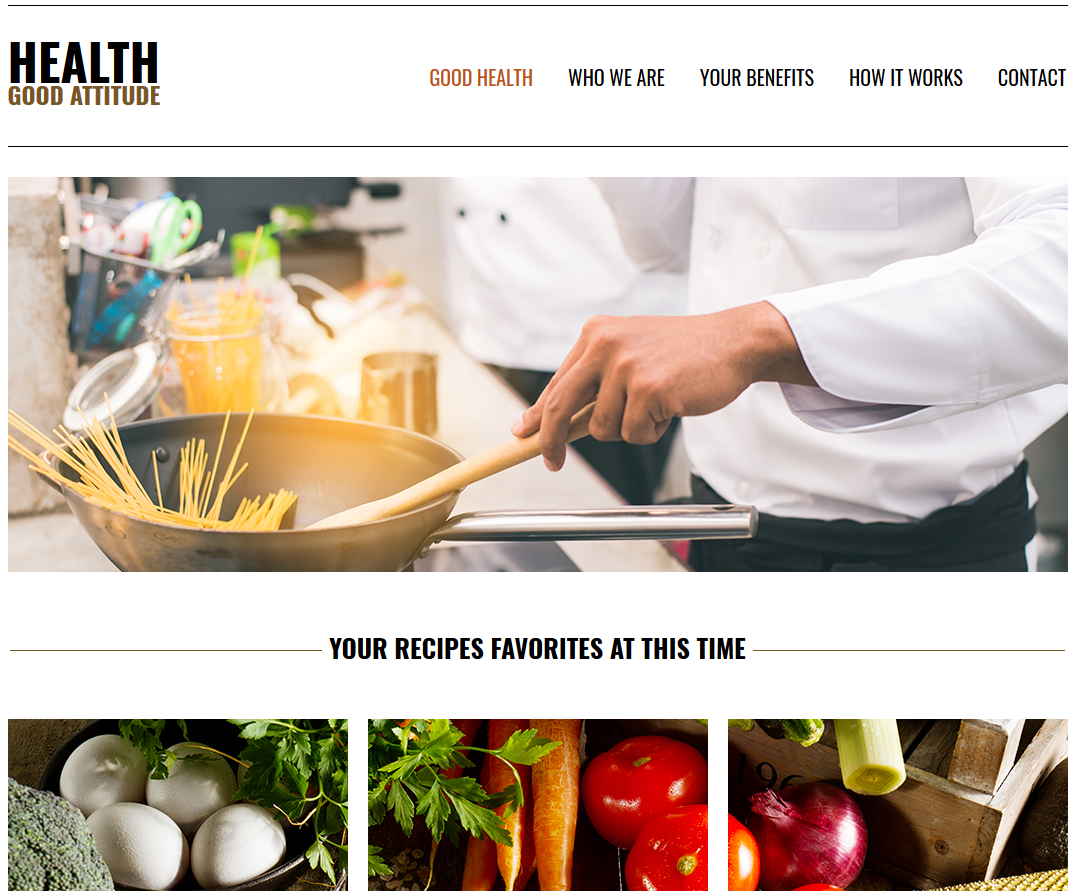 HEALTH
GOOD ATTITUDE
GOOD HEALTH WHO WE ARE YOUR BENEFITS HOW IT WORKS CONTACT
YOUR RECIPES FAVORITES AT THIS TIME